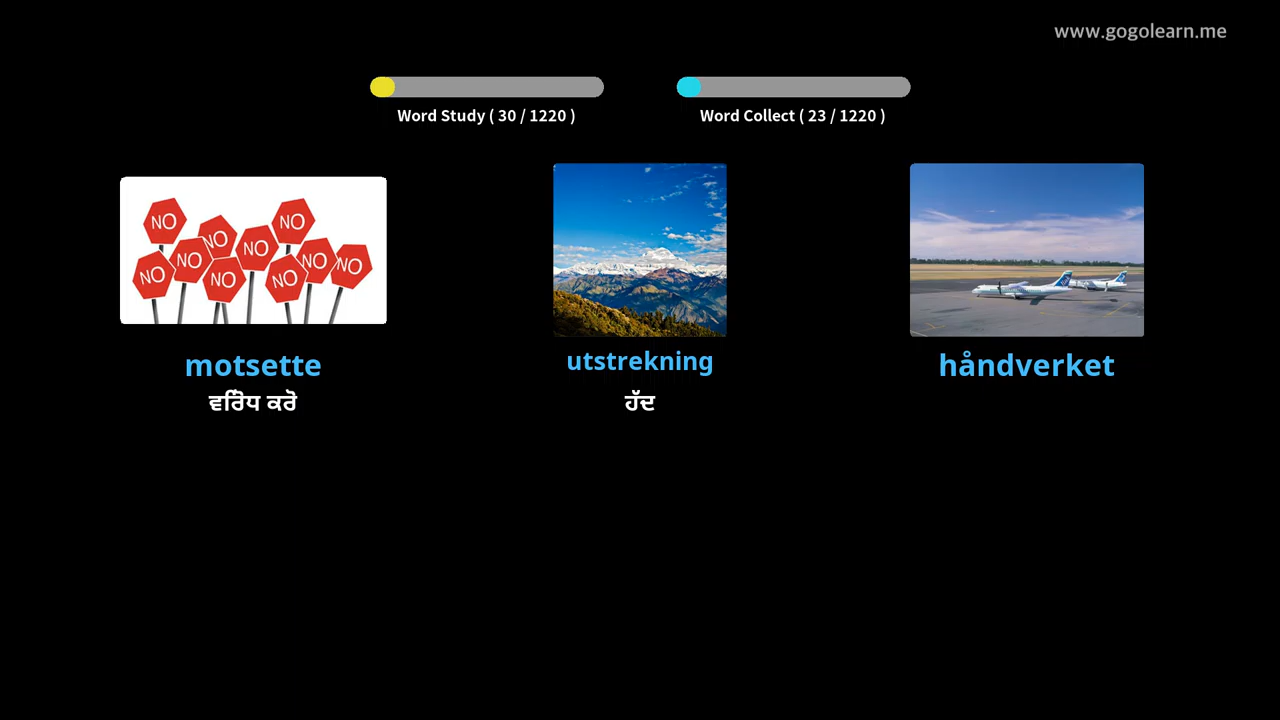 www.gogolearn.me
Word Study ( 30 / 1220 )
Word Collect ( 23 / 1220 )
NO NO NO NO NO NO NO NO NO NO
motsette
utstrekning
håndverket
ਵਿਰੋਧ ਕਰੋ
ਹੱਦ